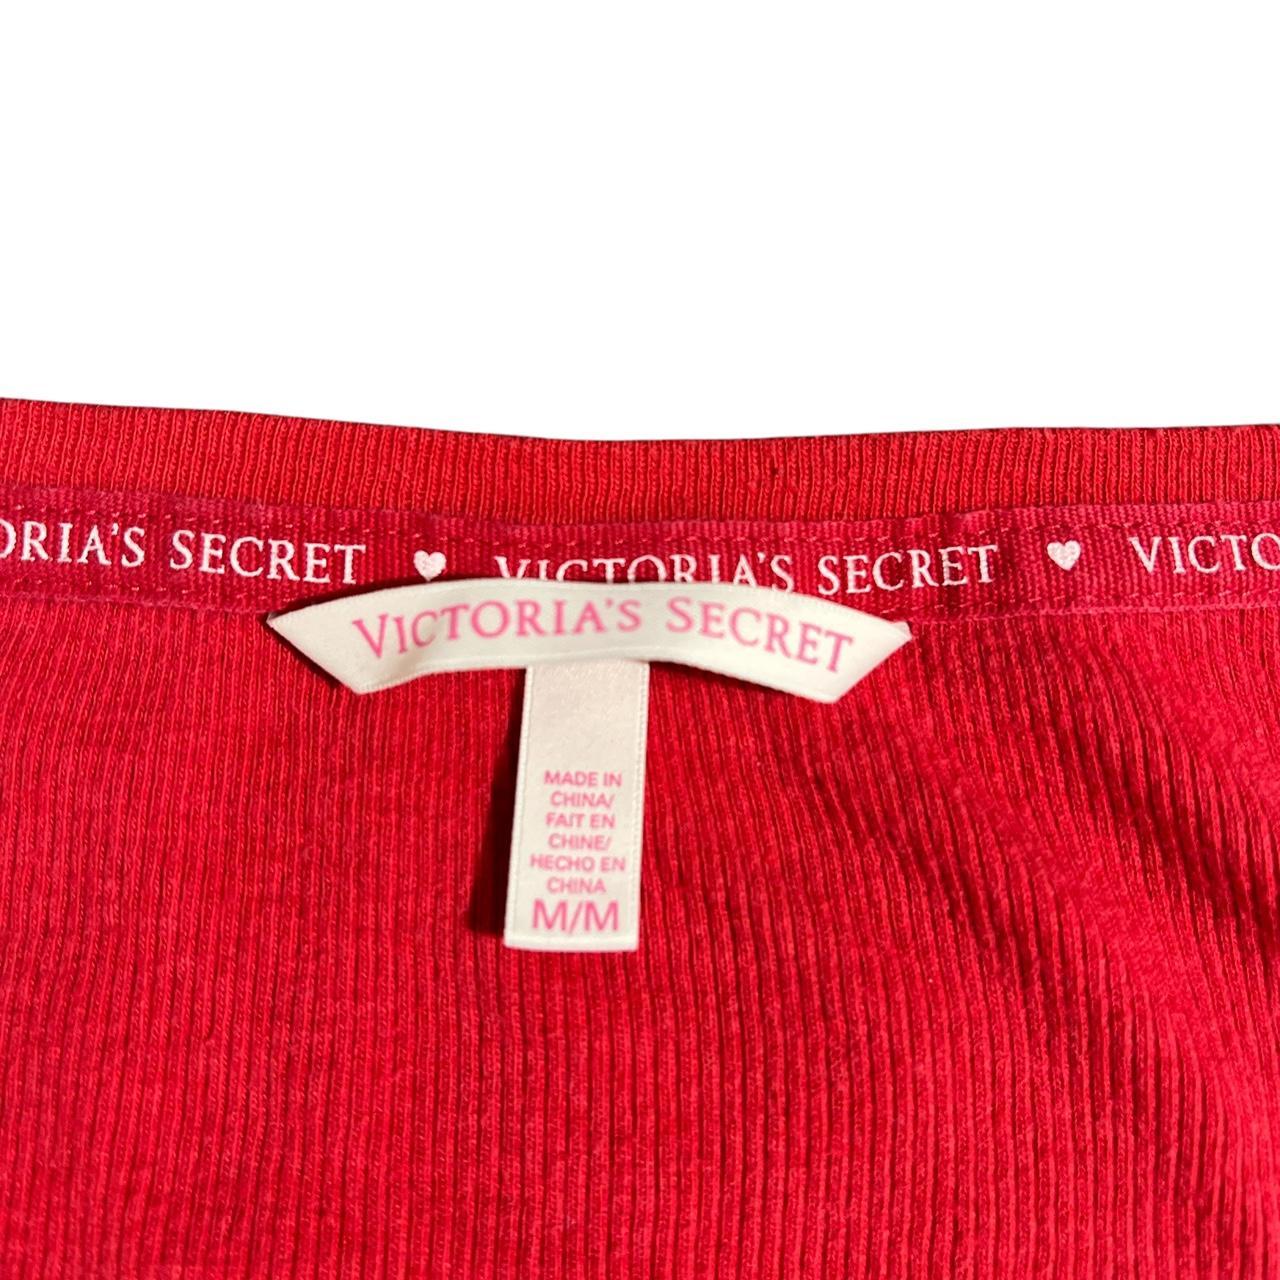 ORIA'S SECRET ♥ VICTORIA'S SECRET ♥ VICTO
VICTORIA'S SECRET
MADE IN
CHINA/
FAIT EN
CHINE/
HECHO EN
CHINA
M/M